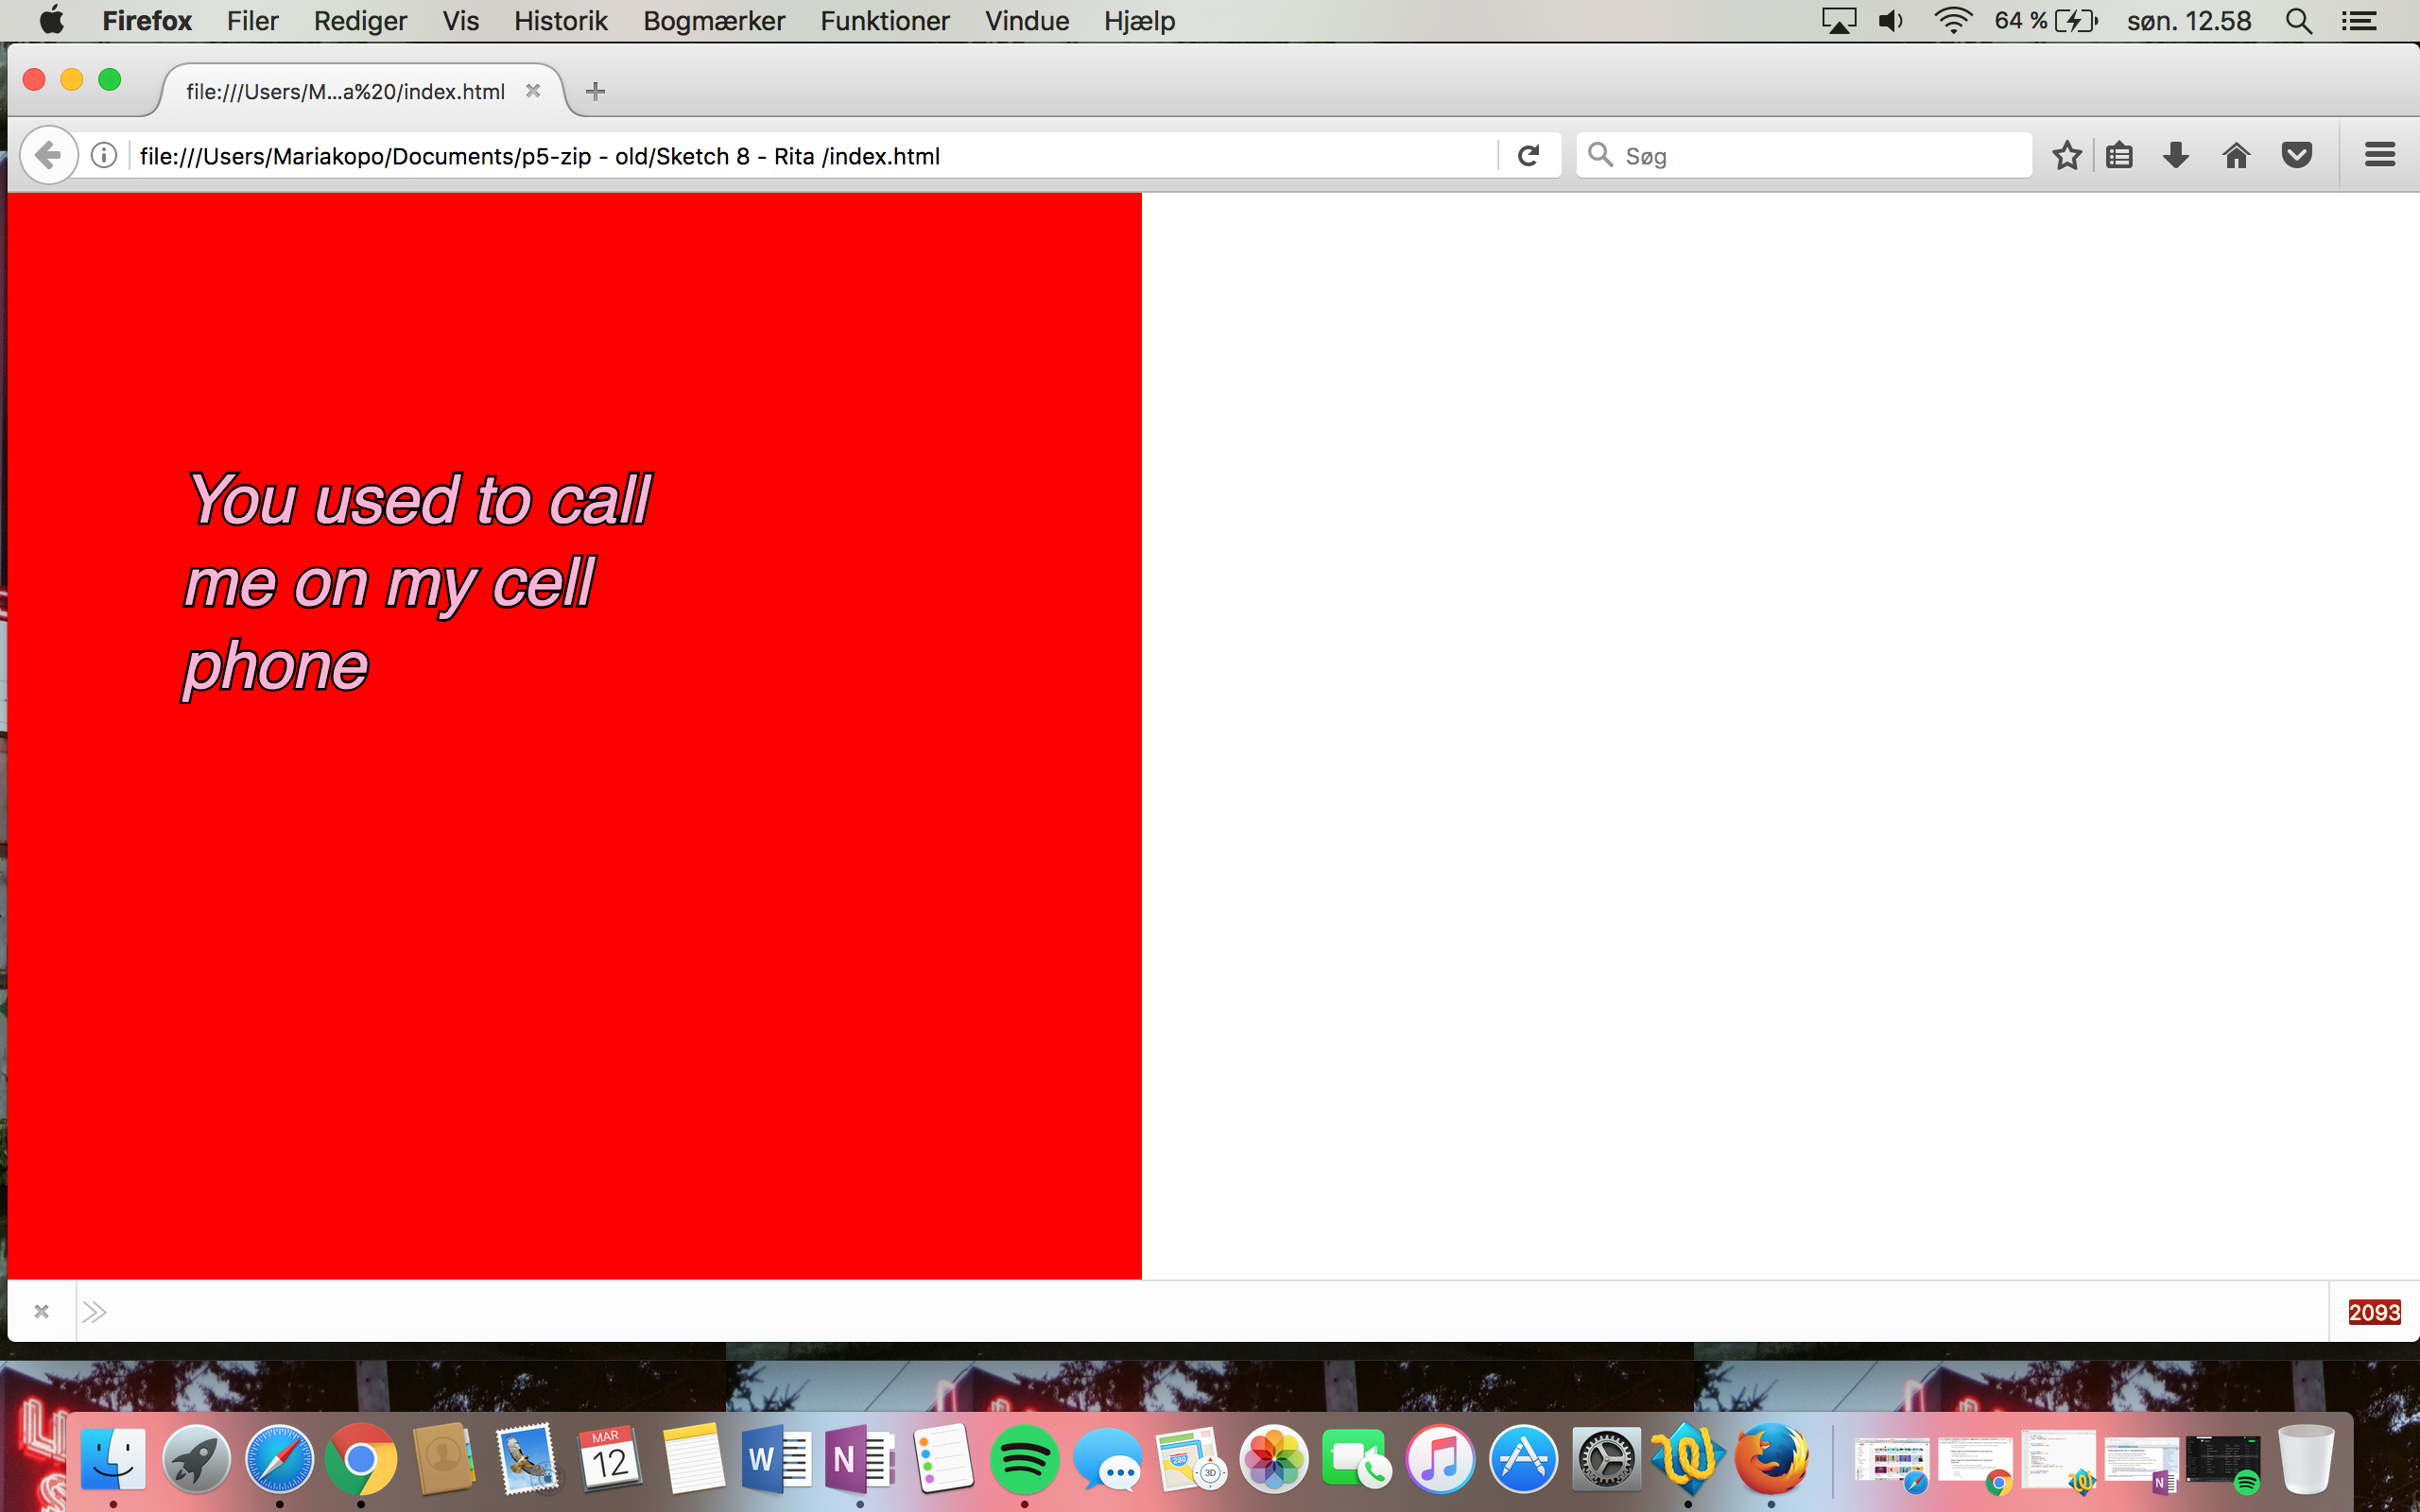 Firefox Filer Rediger Vis Historik Bogmærker Funktioner Vindue Hjælp 64 % søn. 12.58
file:///Users/M...a%20/index.html
file:///Users/Mariakopo/Documents/p5-zip - old/Sketch 8 - Rita /index.html Søg
You used to call
me on my cell
phone
2093
MAR
12
W
N
280
3D
N